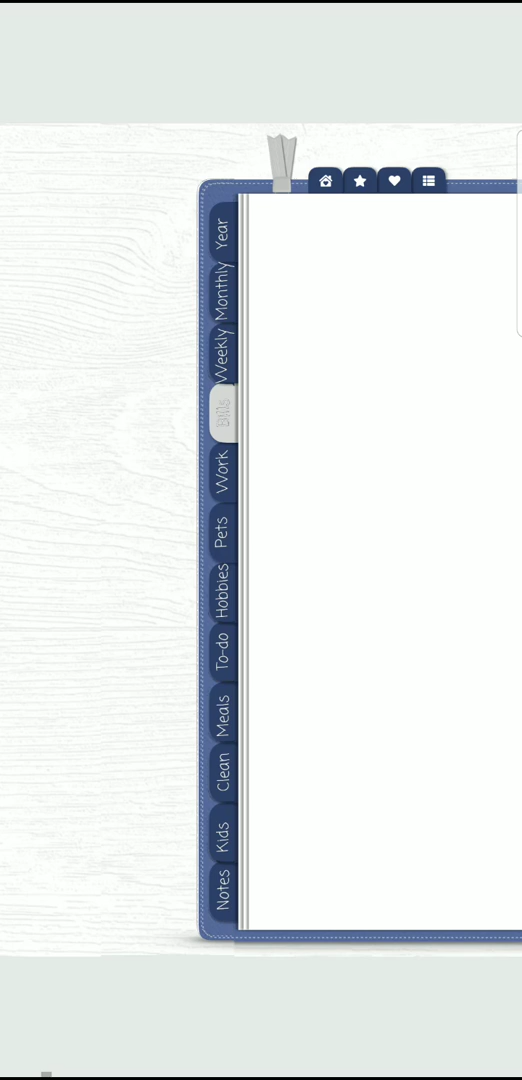 Year
Monthly
Weekly
Bills
Work
Pets
Hobbies
To-do
Meals
Clean
Kids
Notes